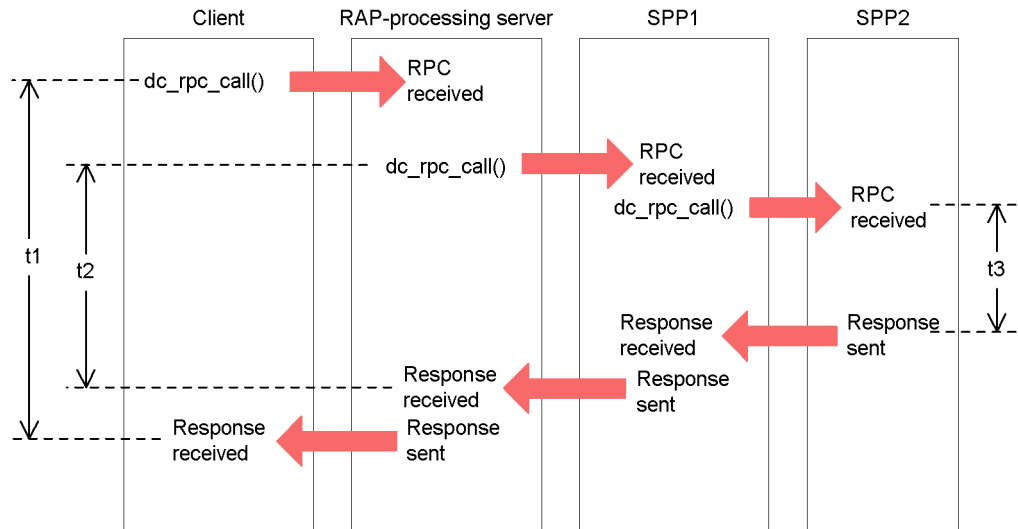 Client
RAP-processing server
SPP1
SPP2
dc_rpc_call()
RPC
received
dc_rpc_call()
RPC
received
dc_rpc_call()
RPC
received
t1
t2
t3
Response
received
Response
sent
Response
received
Response
sent
Response
received
Response
sent